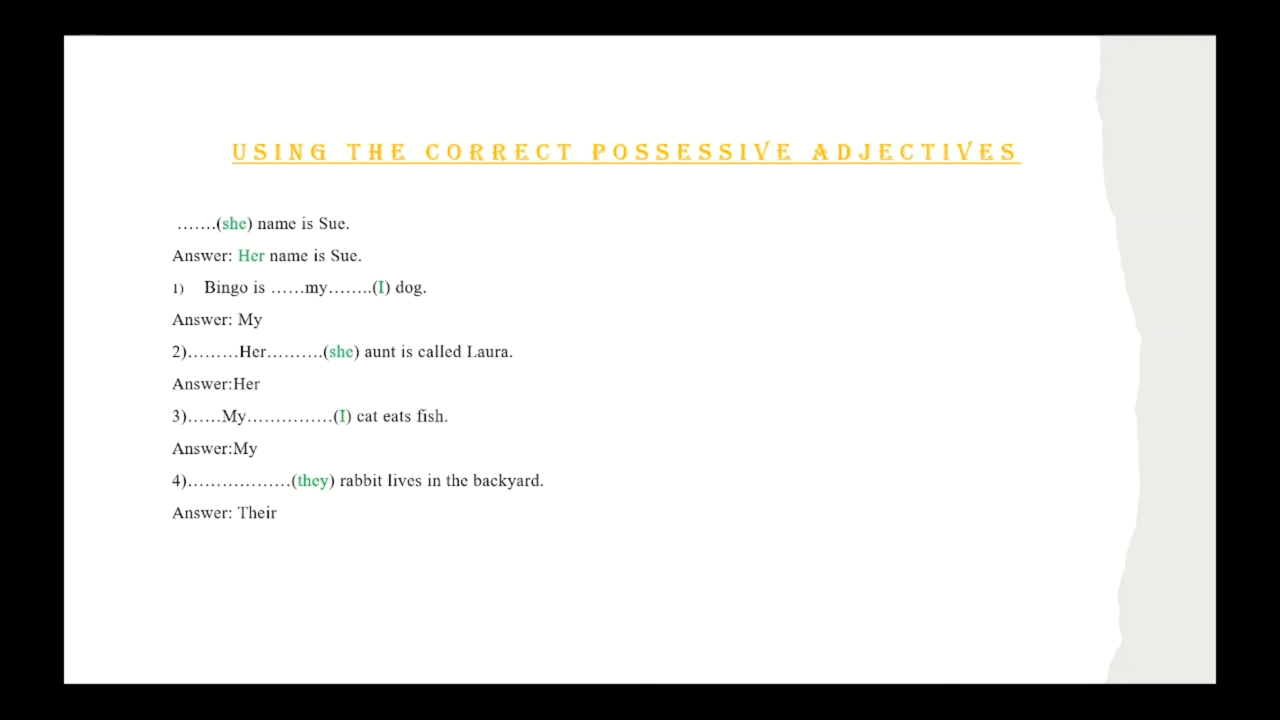 USING THE CORRECT POSSESSIVE ADJECTIVES
…….(she) name is Sue.
Answer: Her name is Sue.
1) Bingo is ……my……..(I) dog.
Answer: My
2)………Her……….(she) aunt is called Laura.
Answer:Her
3)……My……………(I) cat eats fish.
Answer:My
4)………………(they) rabbit lives in the backyard.
Answer: Their